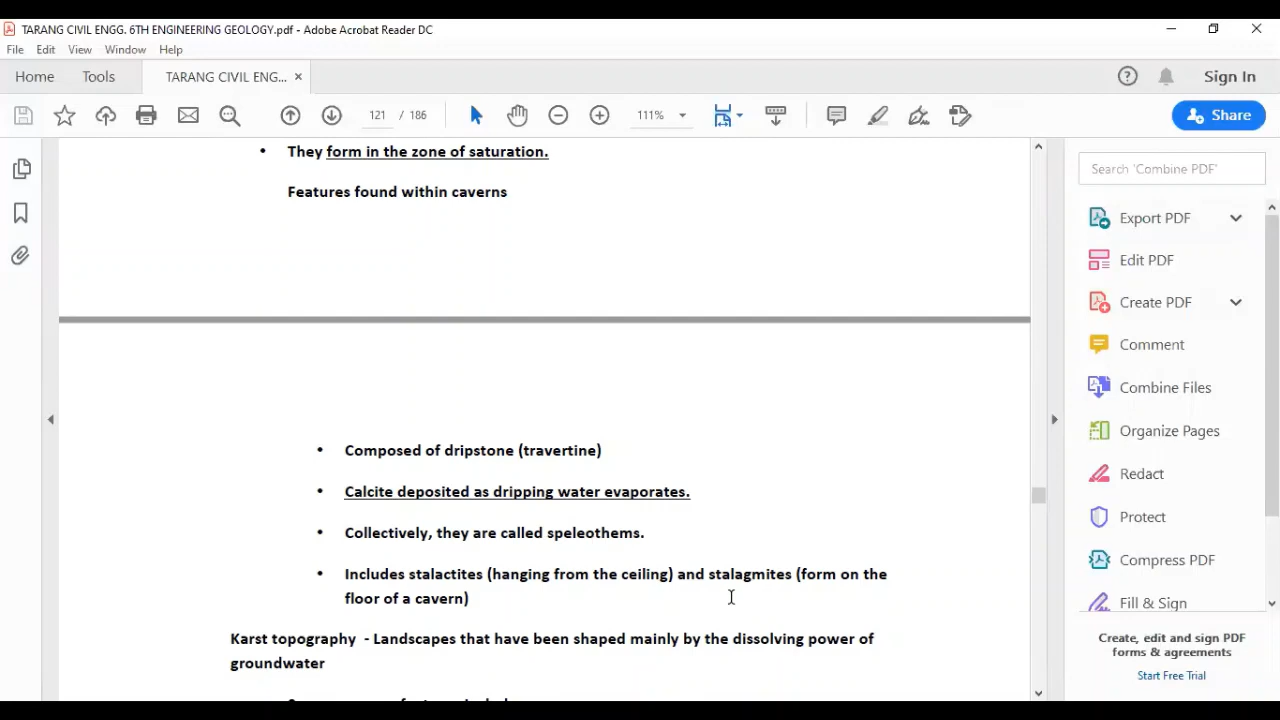 TARANG CIVIL ENGG. 6TH ENGINEERING GEOLOGY.pdf - Adobe Acrobat Reader DC
File Edit View Window Help
Home Tools TARANG CIVIL ENG... × Sign In
121 / 186 111% Share
• They form in the zone of saturation.
Features found within caverns
• Composed of dripstone (travertine)
• Calcite deposited as dripping water evaporates.
• Collectively, they are called speleothems.
• Includes stalactites (hanging from the ceiling) and stalagmites (form on the
floor of a cavern)
Karst topography - Landscapes that have been shaped mainly by the dissolving power of
groundwater
Search 'Combine PDF'
Export PDF
Edit PDF
Create PDF
Comment
Combine Files
Organize Pages
Redact
Protect
Compress PDF
Fill & Sign
Create, edit and sign PDF
forms & agreements
Start Free Trial